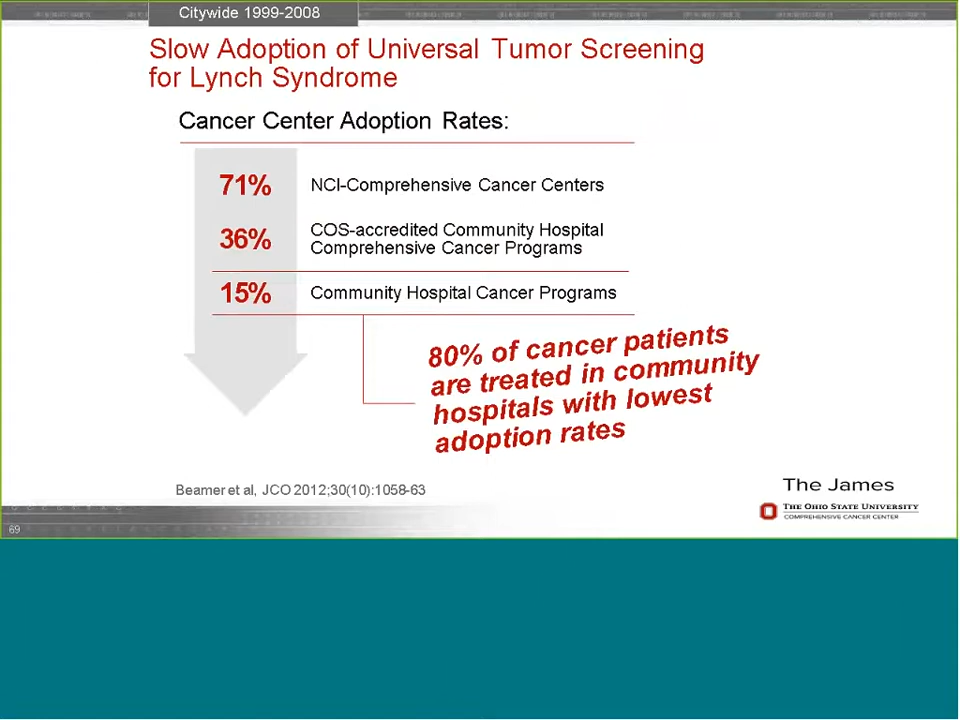 Citywide 1999-2008
Slow Adoption of Universal Tumor Screening
for Lynch Syndrome
Cancer Center Adoption Rates:
71% NCI-Comprehensive Cancer Centers
36% COS-accredited Community Hospital
Comprehensive Cancer Programs
15% Community Hospital Cancer Programs
80% of cancer patients
are treated in community
hospitals with lowest
adoption rates
Beamer et al, JCO 2012;30(10):1058-63
The James
THE OHIO STATE UNIVERSITY
COMPREHENSIVE CANCER CENTER
69